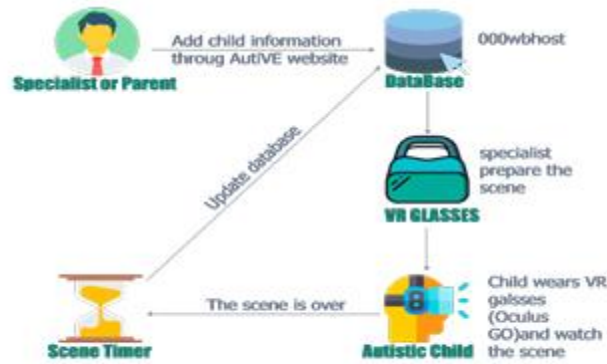 Add child information
throug AutiVE website
000wbhost
Specialist or Parent
DataBase
Update database
specialist
prepare the
scene
VR GLASSES
The scene is over
Child wears VR
galsses
(Oculus
GO)and watch
the scene
Scene Timer
Autistic Child